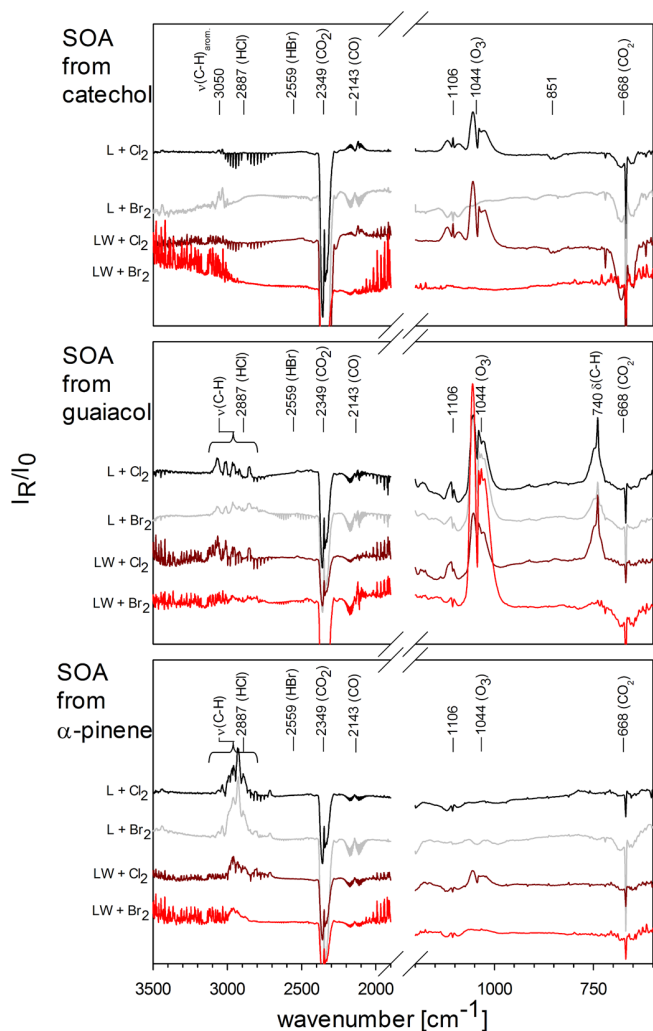 SOA
from
catechol
ν(C-H)arom.
3050
2887 (HCl)
2559 (HBr)
2349 (CO2)
2143 (CO)
1106
1044 (O3)
851
668 (CO2)
L + Cl2
L + Br2
LW + Cl2
LW + Br2
SOA
from
guaiacol
ν(C-H)
2887 (HCl)
2559 (HBr)
2349 (CO2)
2143 (CO)
1106
1044 (O3)
740 δ(C-H)
668 (CO2)
L + Cl2
L + Br2
LW + Cl2
LW + Br2
IR/I0
SOA
from
α-pinene
ν(C-H)
2887 (HCl)
2559 (HBr)
2349 (CO2)
2143 (CO)
1106
1044 (O3)
668 (CO2)
L + Cl2
L + Br2
LW + Cl2
LW + Br2
3500 3000 2500 2000 1000 750
wavenumber [cm-1]